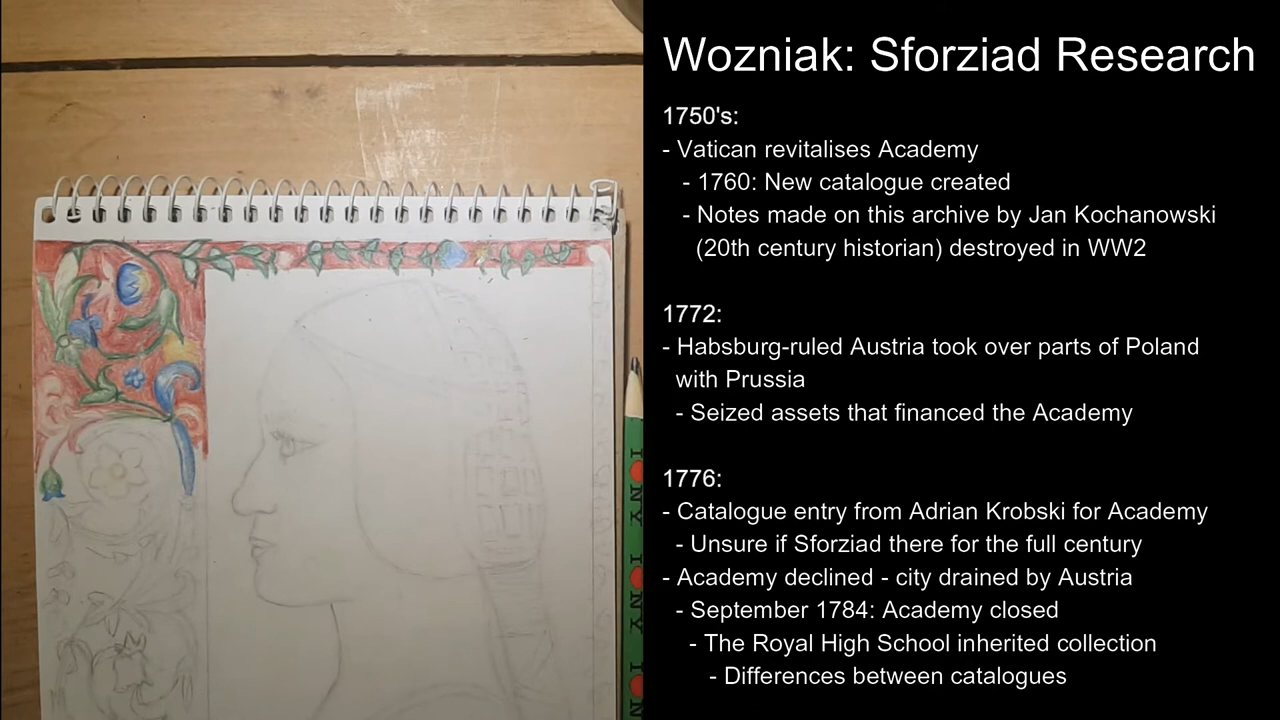 Wozniak: Sforziad Research
1750's:
- Vatican revitalises Academy
- 1760: New catalogue created
- Notes made on this archive by Jan Kochanowski
(20th century historian) destroyed in WW2
1772:
- Habsburg-ruled Austria took over parts of Poland
with Prussia
- Seized assets that financed the Academy
1776:
- Catalogue entry from Adrian Krobski for Academy
- Unsure if Sforziad there for the full century
- Academy declined - city drained by Austria
- September 1784: Academy closed
- The Royal High School inherited collection
- Differences between catalogues
I NY
I NY
I